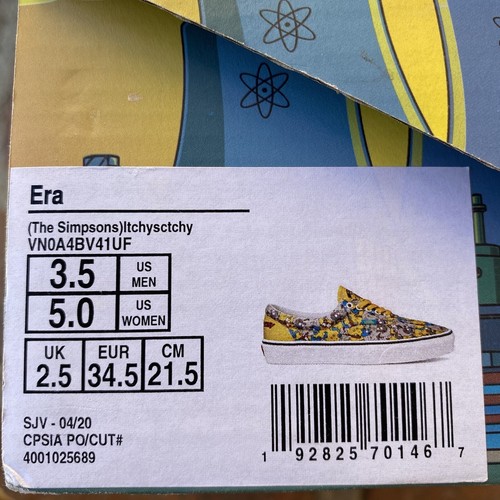 Era
(The Simpsons)Itchysctchy
VN0A4BV41UF
3.5 US MEN
5.0 US WOMEN
UK EUR CM
2.5 34.5 21.5
SJV - 04/20
CPSIA PO/CUT#
4001025689
1 92825 70146 7